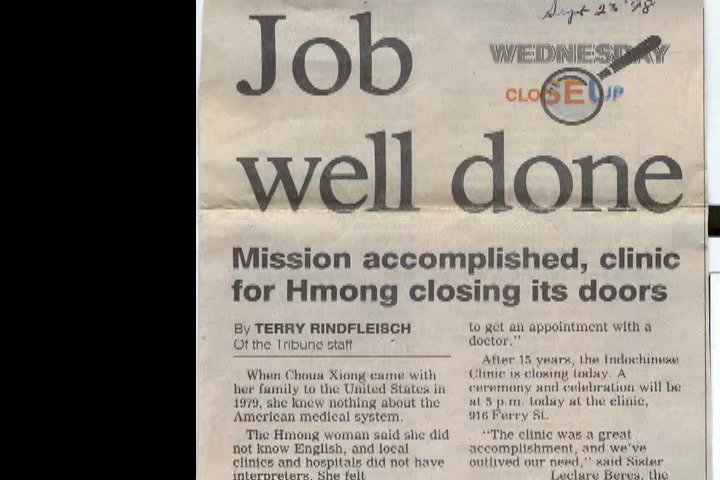 Sept 23 '98
Job
WEDNESDAY
CLOSEUP
well done
Mission accomplished, clinic
for Hmong closing its doors
By TERRY RINDFLEISCH
Of the Tribune staff
When Choua Xiong came with
her family to the United States in
1979, she knew nothing about the
American medical system.
The Hmong woman said she did
not know English, and local
clinics and hospitals did not have
interpreters. She felt
to get an appointment with a
doctor."
After 15 years, the Indochinese
Clinic is closing today. A
ceremony and celebration will be
at 5 p.m. today at the clinic,
916 Ferry St.
"The clinic was a great
accomplishment, and we've
outlived our need," said Sister
Leclare Beres, the